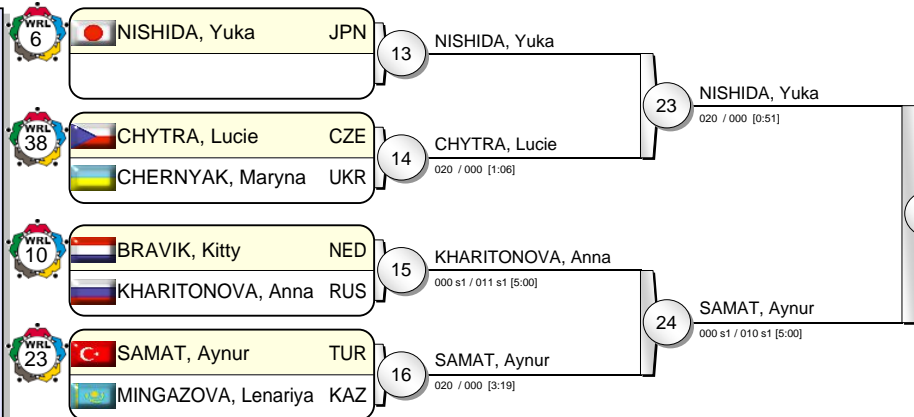 WRL
6
NISHIDA, Yuka JPN
13
NISHIDA, Yuka
23
NISHIDA, Yuka
020 / 000 [0:51]
WRL
38
CHYTRA, Lucie CZE
CHERNYAK, Maryna UKR
14
CHYTRA, Lucie
020 / 000 [1:06]
WRL
10
BRAVIK, Kitty NED
KHARITONOVA, Anna RUS
15
KHARITONOVA, Anna
000 s1 / 011 s1 [5:00]
24
SAMAT, Aynur
000 s1 / 010 s1 [5:00]
WRL
23
SAMAT, Aynur TUR
MINGAZOVA, Lenariya KAZ
16
SAMAT, Aynur
020 / 000 [3:19]